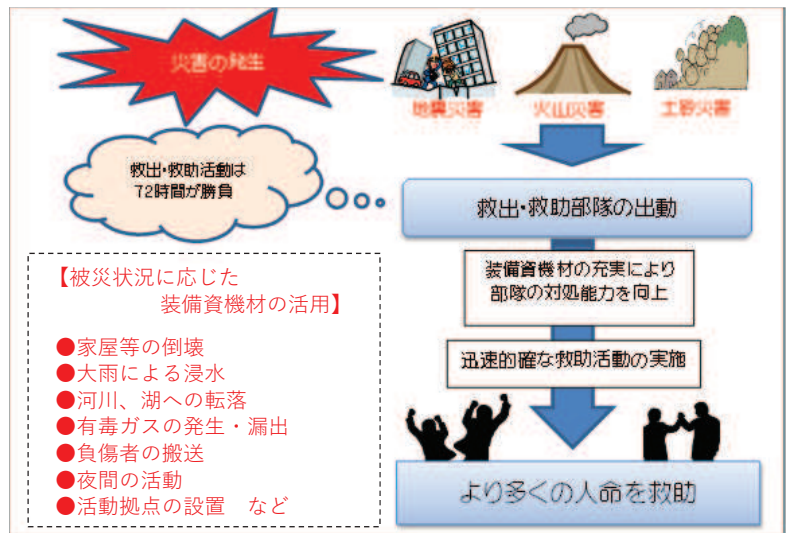 災害の発生
地震災害
火山災害
土砂災害
救出・救助活動は
72時間が勝負
救出・救助部隊の出動
装備資機材の充実により
部隊の対処能力を向上
迅速的確な救助活動の実施
より多くの人命を救助
【被災状況に応じた
装備資機材の活用】
●家屋等の倒壊
●大雨による浸水
●河川、湖への転落
●有毒ガスの発生・漏出
●負傷者の搬送
●夜間の活動
●活動拠点の設置　など